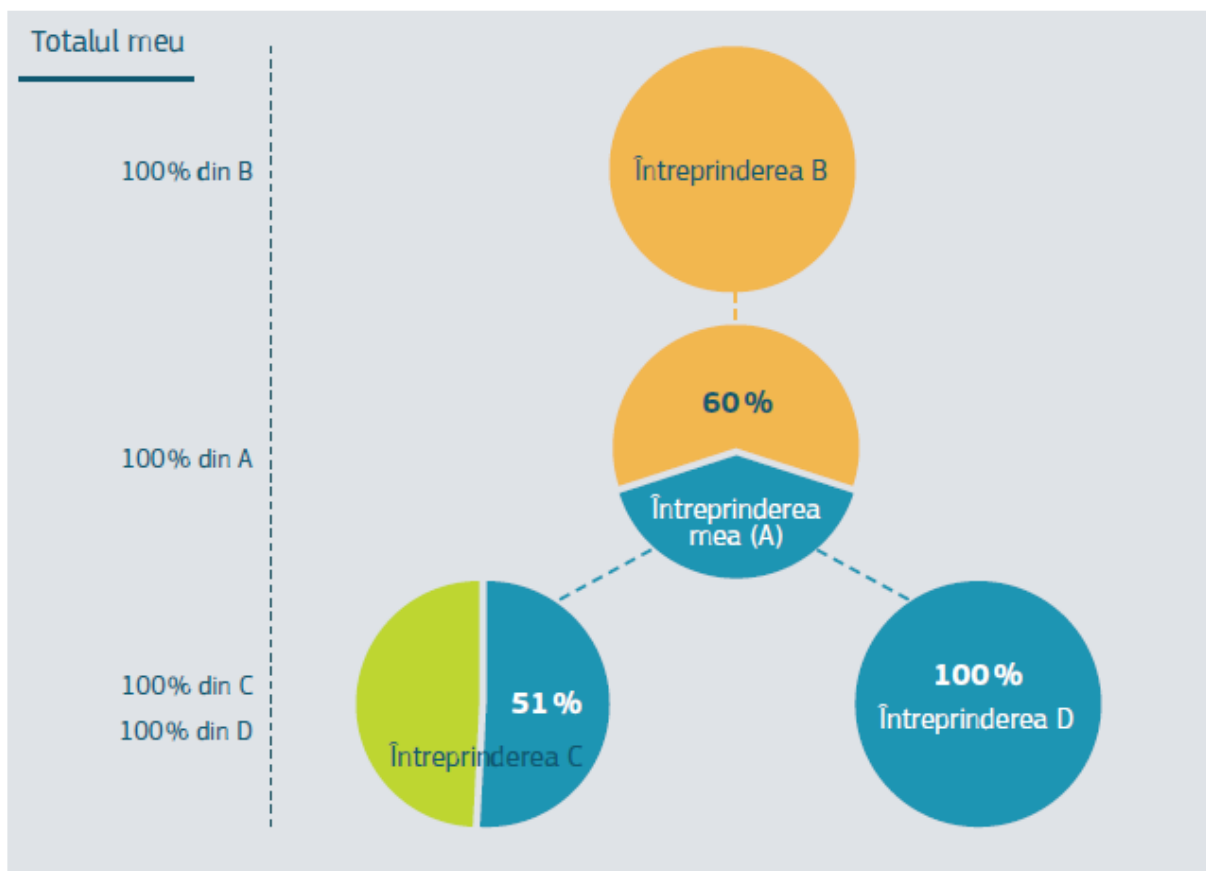 Totalul meu
100% din B
Întreprinderea B
60%
100% din A
Întreprinderea
mea (A)
100% din C
100% din D
51%
Întreprinderea C
100%
Întreprinderea D